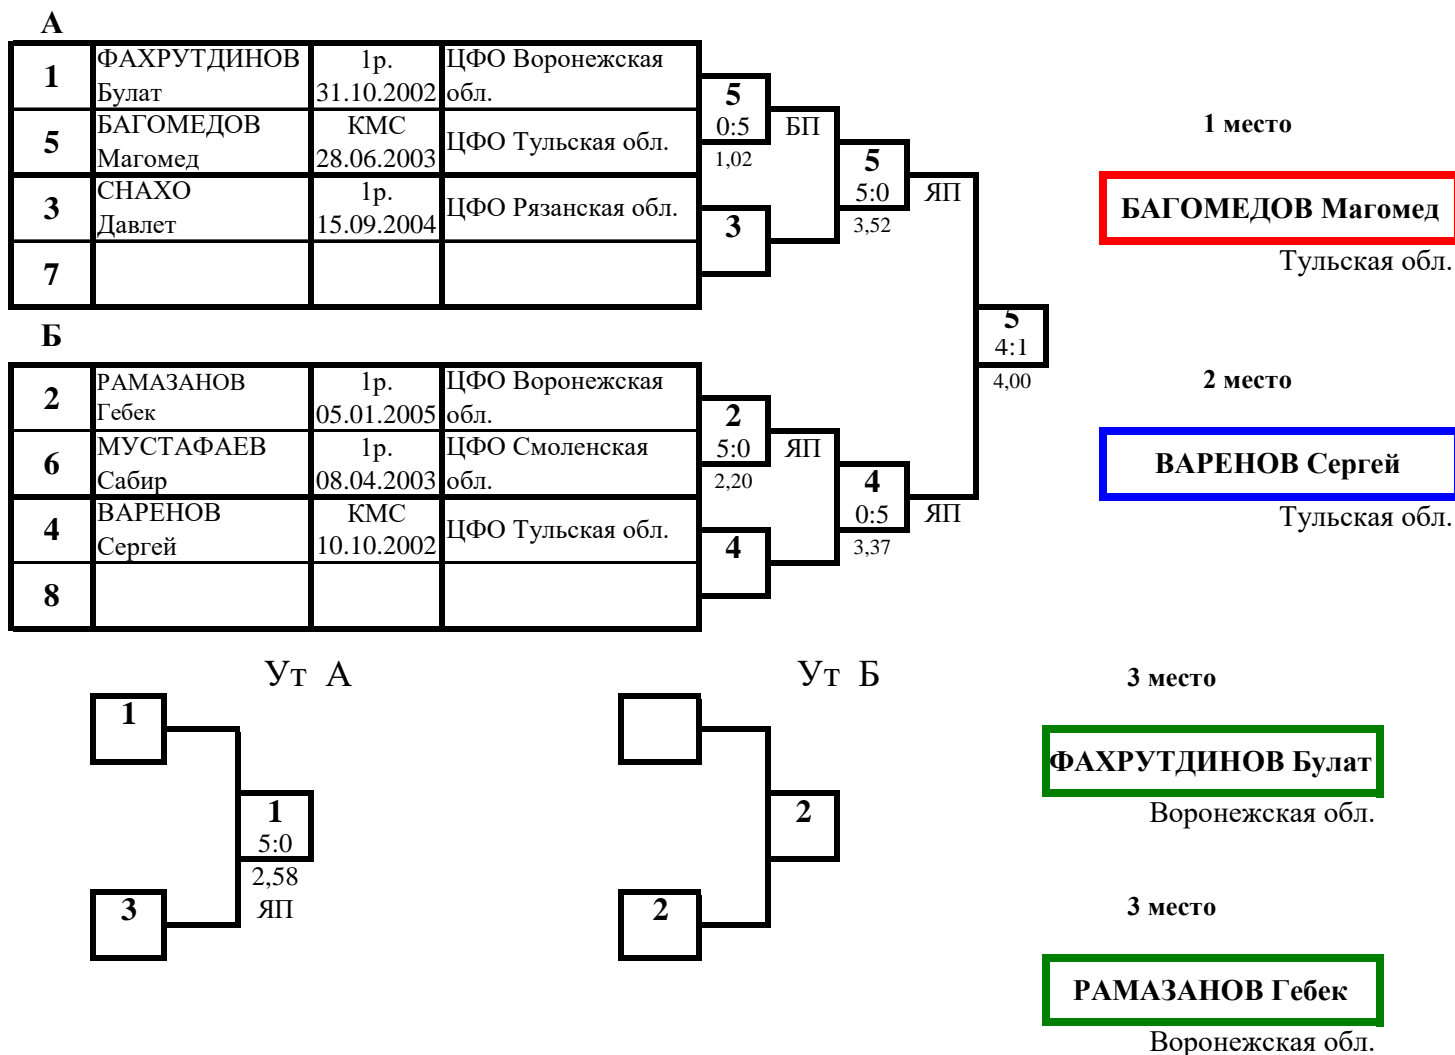 А
1
ФАХРУТДИНОВ
Булат
1р.
31.10.2002
ЦФО Воронежская
обл.
5
БАГОМЕДОВ
Магомед
КМС
28.06.2003
ЦФО Тульская обл.
3
СНАХО
Давлет
1р.
15.09.2004
ЦФО Рязанская обл.
7
5
0:5
1,02
БП
3
5
5:0
3,52
ЯП
Б
2
РАМАЗАНОВ
Гебек
1р.
05.01.2005
ЦФО Воронежская
обл.
6
МУСТАФАЕВ
Сабир
1р.
08.04.2003
ЦФО Смоленская
обл.
4
ВАРЕНОВ
Сергей
КМС
10.10.2002
ЦФО Тульская обл.
8
2
5:0
2,20
ЯП
4
4
0:5
3,37
ЯП
5
4:1
4,00
1 место
БАГОМЕДОВ Магомед
Тульская обл.
2 место
ВАРЕНОВ Сергей
Тульская обл.
Ут А
1
3
1
5:0
2,58
ЯП
Ут Б
2
2
3 место
ФАХРУТДИНОВ Булат
Воронежская обл.
3 место
РАМАЗАНОВ Гебек
Воронежская обл.